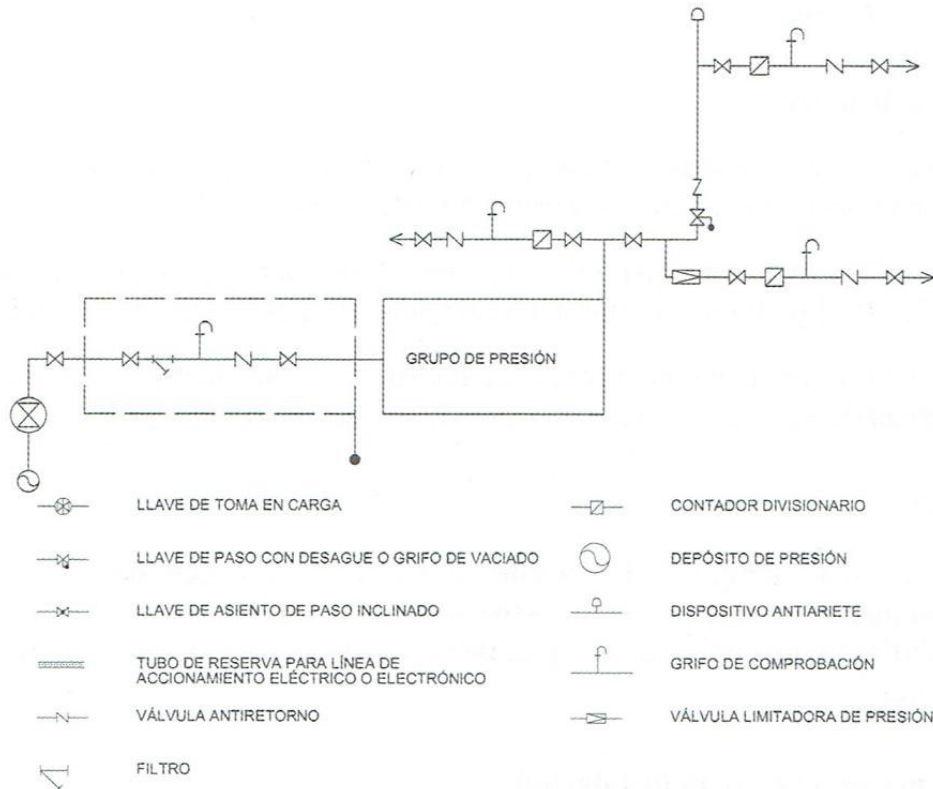 GRUPO DE PRESIÓN
LLAVE DE TOMA EN CARGA
LLAVE DE PASO CON DESAGUE O GRIFO DE VACIADO
LLAVE DE ASIENTO DE PASO INCLINADO
TUBO DE RESERVA PARA LÍNEA DE
ACCIONAMIENTO ELÉCTRICO O ELECTRÓNICO
VÁLVULA ANTIRETORNO
FILTRO
CONTADOR DIVISIONARIO
DEPÓSITO DE PRESIÓN
DISPOSITIVO ANTIARIETE
GRIFO DE COMPROBACIÓN
VÁLVULA LIMITADORA DE PRESIÓN